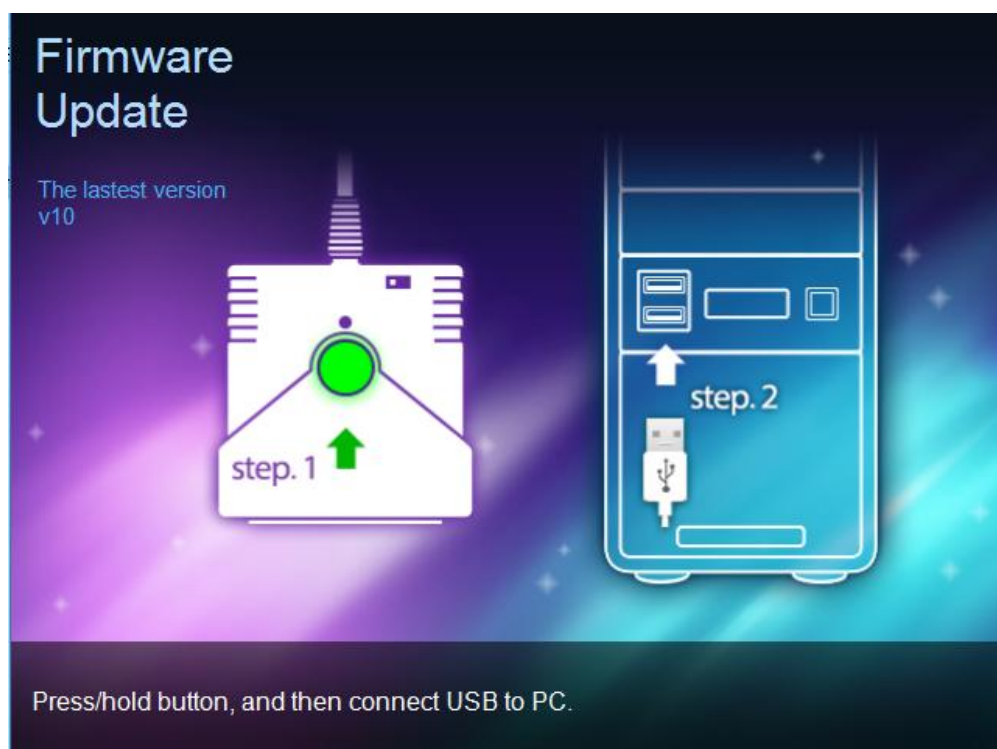 Firmware
Update
The lastest version
v10
step. 1
step. 2
Press/hold button, and then connect USB to PC.